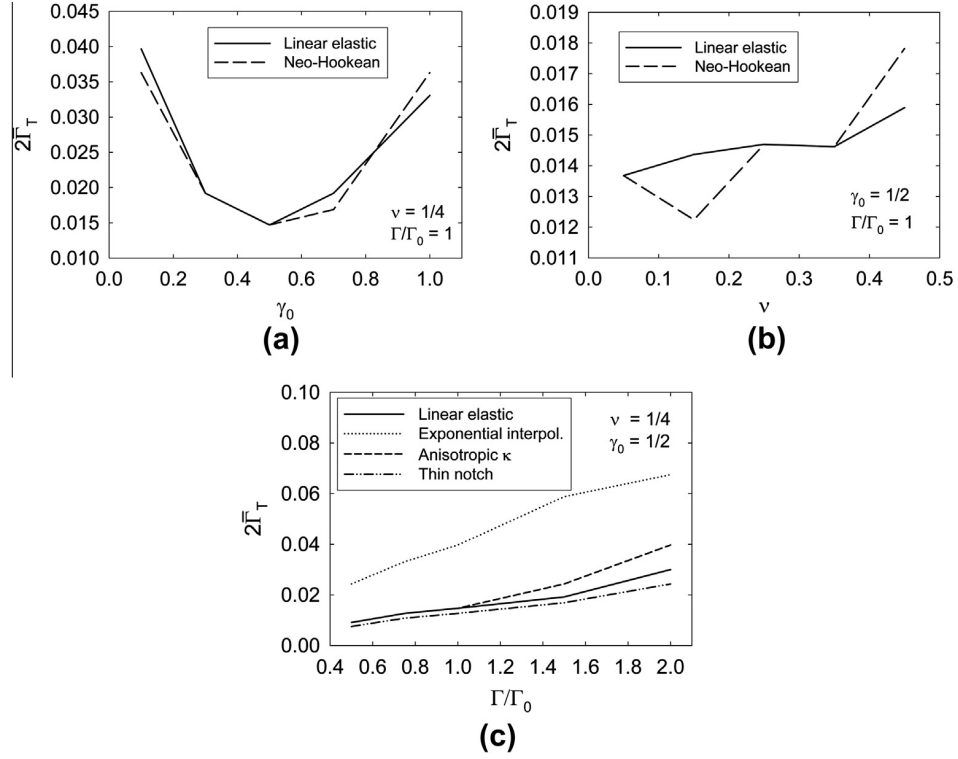 0.045
0.040
0.035
0.030
0.025
0.020
0.015
0.010
2Γ̿_T
Linear elastic
Neo-Hookean
ν = 1/4
Γ/Γ₀ = 1
0.0 0.2 0.4 0.6 0.8 1.0
γ₀
(a)
0.019
0.018
0.017
0.016
0.015
0.014
0.013
0.012
0.011
2Γ̿_T
Linear elastic
Neo-Hookean
γ₀ = 1/2
Γ/Γ₀ = 1
0.0 0.1 0.2 0.3 0.4 0.5
ν
(b)
0.10
0.08
0.06
0.04
0.02
0.00
2Γ̿_T
Linear elastic
Exponential interpol.
Anisotropic κ
Thin notch
ν = 1/4
γ₀ = 1/2
0.4 0.6 0.8 1.0 1.2 1.4 1.6 1.8 2.0
Γ/Γ₀
(c)